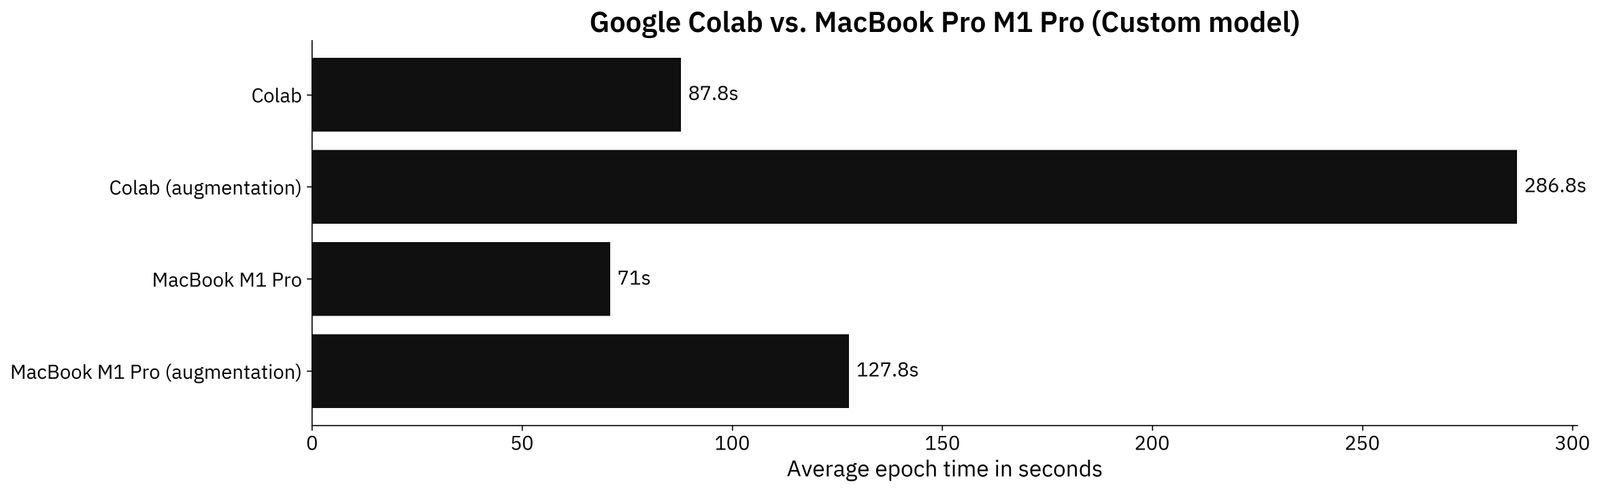 Google Colab vs. MacBook Pro M1 Pro (Custom model)
Colab
87.8s
Colab (augmentation)
286.8s
MacBook M1 Pro
71s
MacBook M1 Pro (augmentation)
127.8s
0 50 100 150 200 250 300
Average epoch time in seconds